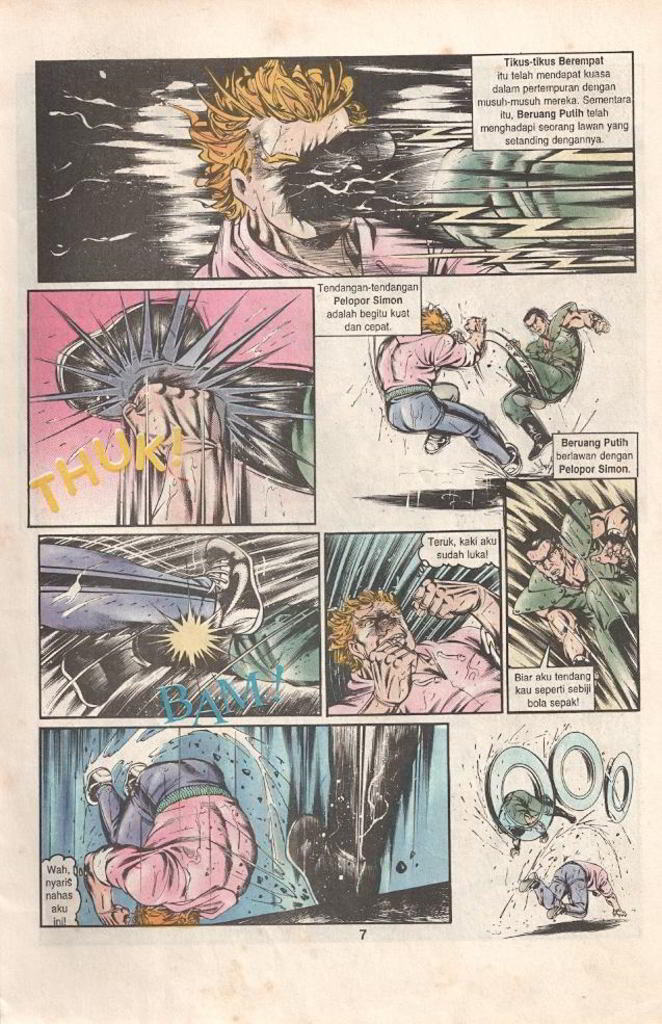 Tikus-tikus Berempat
itu telah mendapat kuasa
dalam pertempuran dengan
musuh-musuh mereka. Sementara
itu, Beruang Putih telah
menghadapi seorang lawan yang
setanding dengannya.
Tendangan-tendangan
Pelopor Simon
adalah begitu kuat
dan cepat.
THUK!
Beruang Putih
berlawan dengan
Pelopor Simon.
BAM!
Teruk, kaki aku
sudah luka!
Biar aku tendang
kau seperti sebiji
bola sepak!
Wah,
nyaris
nahas
aku
ini!
7